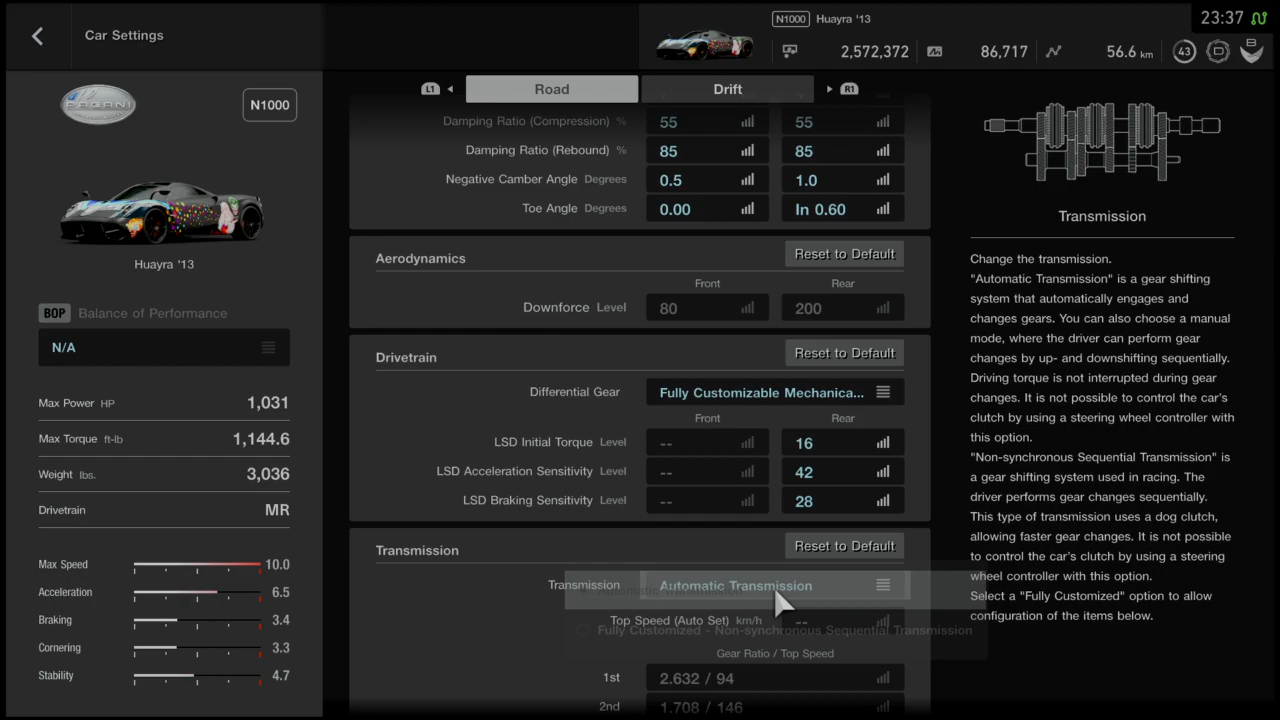 Car Settings
N1000 Huayra '13
23:37
2,572,372
86,717
56.6 km
43
B
L1 Road Drift R1
PAGANI
N1000
Huayra '13
BOP Balance of Performance
N/A
Max Power HP 1,031
Max Torque ft-lb 1,144.6
Weight lbs. 3,036
Drivetrain MR
Max Speed 10.0
Acceleration 6.5
Braking 3.4
Cornering 3.3
Stability 4.7
Damping Ratio (Compression) % 55 55
Damping Ratio (Rebound) % 85 85
Negative Camber Angle Degrees 0.5 1.0
Toe Angle Degrees 0.00 In 0.60
Aerodynamics Reset to Default
Front Rear
Downforce Level 80 200
Drivetrain Reset to Default
Differential Gear Fully Customizable Mechanica...
Front Rear
LSD Initial Torque Level -- 16
LSD Acceleration Sensitivity Level -- 42
LSD Braking Sensitivity Level -- 28
Transmission Reset to Default
Transmission Automatic Transmission
Automatic Transmission
Top Speed (Auto Set) km/h --
Fully Customized - Non-synchronous Sequential Transmission
Gear Ratio / Top Speed
1st 2.632 / 94
2nd 1.708 / 146
Transmission
Change the transmission.
"Automatic Transmission" is a gear shifting
system that automatically engages and
changes gears. You can also choose a manual
mode, where the driver can perform gear
changes by up- and downshifting sequentially.
Driving torque is not interrupted during gear
changes. It is not possible to control the car's
clutch by using a steering wheel controller with
this option.
"Non-synchronous Sequential Transmission" is
a gear shifting system used in racing. The
driver performs gear changes sequentially.
This type of transmission uses a dog clutch,
allowing faster gear changes. It is not possible
to control the car's clutch by using a steering
wheel controller with this option.
Select a "Fully Customized" option to allow
configuration of the items below.